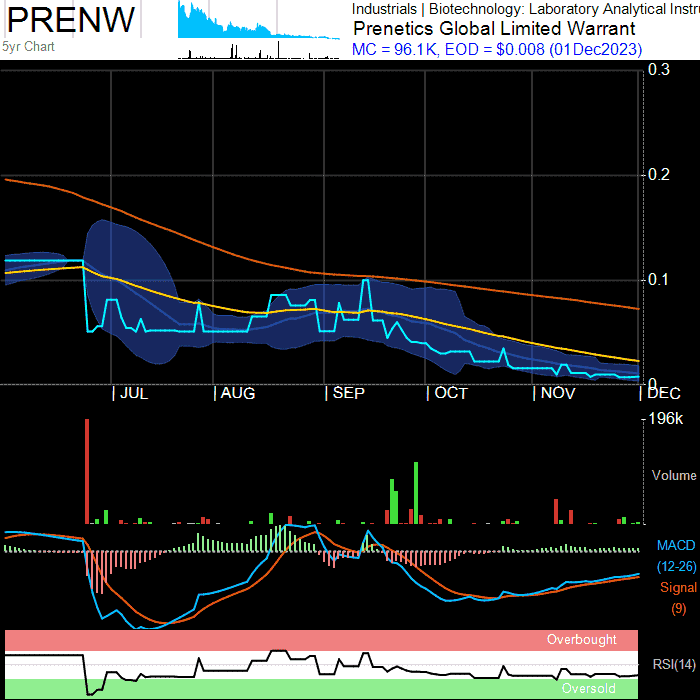 PRENW
5yr Chart
Industrials | Biotechnology: Laboratory Analytical Instru
Prenetics Global Limited Warrant
MC = 96.1K, EOD = $0.008 (01Dec2023)
0.3
0.2
0.1
0
| JUL | AUG | SEP | OCT | NOV | DEC
196k
Volume
MACD
(12-26)
Signal
(9)
Overbought
RSI(14)
Oversold